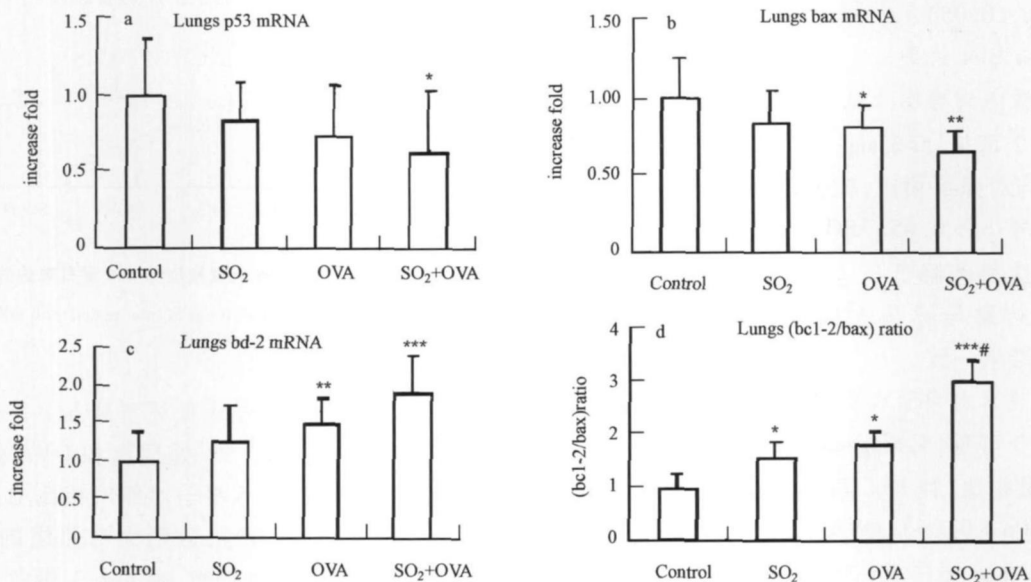 a
Lungs p53 mRNA
1.5
1.0
0.5
0
increase fold
*
Control SO₂ OVA SO₂+OVA
b
Lungs bax mRNA
1.50
1.00
0.50
0
increase fold
*
**
Control SO₂ OVA SO₂+OVA
c
Lungs bd-2 mRNA
2.5
2.0
1.5
1.0
0.5
0
increase fold
**
***
Control SO₂ OVA SO₂+OVA
d
Lungs (bc1-2/bax) ratio
4
3
2
1
0
(bc1-2/bax)ratio
*
*
***#
Control SO₂ OVA SO₂+OVA